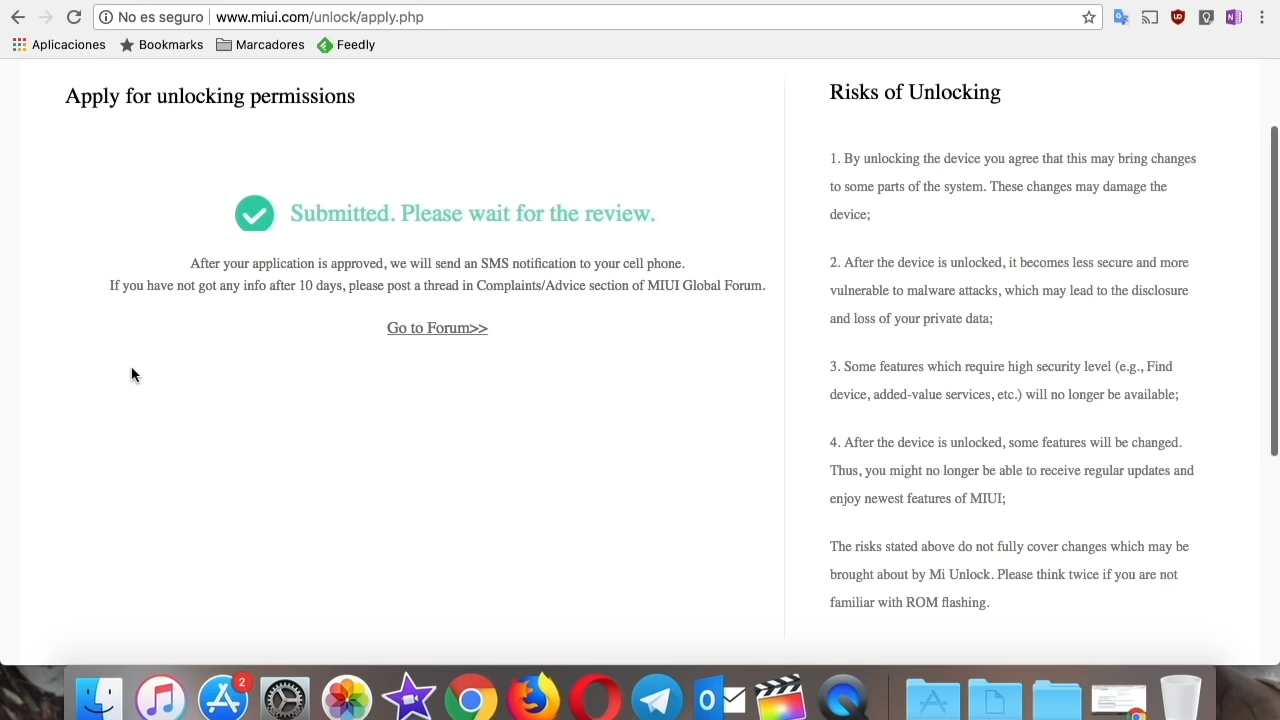 No es seguro
www.miui.com/unlock/apply.php
Aplicaciones Bookmarks Marcadores Feedly
Apply for unlocking permissions
Submitted. Please wait for the review.
After your application is approved, we will send an SMS notification to your cell phone.
If you have not got any info after 10 days, please post a thread in Complaints/Advice section of MIUI Global Forum.
Go to Forum>>
Risks of Unlocking
1. By unlocking the device you agree that this may bring changes
to some parts of the system. These changes may damage the
device;
2. After the device is unlocked, it becomes less secure and more
vulnerable to malware attacks, which may lead to the disclosure
and loss of your private data;
3. Some features which require high security level (e.g., Find
device, added-value services, etc.) will no longer be available;
4. After the device is unlocked, some features will be changed.
Thus, you might no longer be able to receive regular updates and
enjoy newest features of MIUI;
The risks stated above do not fully cover changes which may be
brought about by Mi Unlock. Please think twice if you are not
familiar with ROM flashing.
2